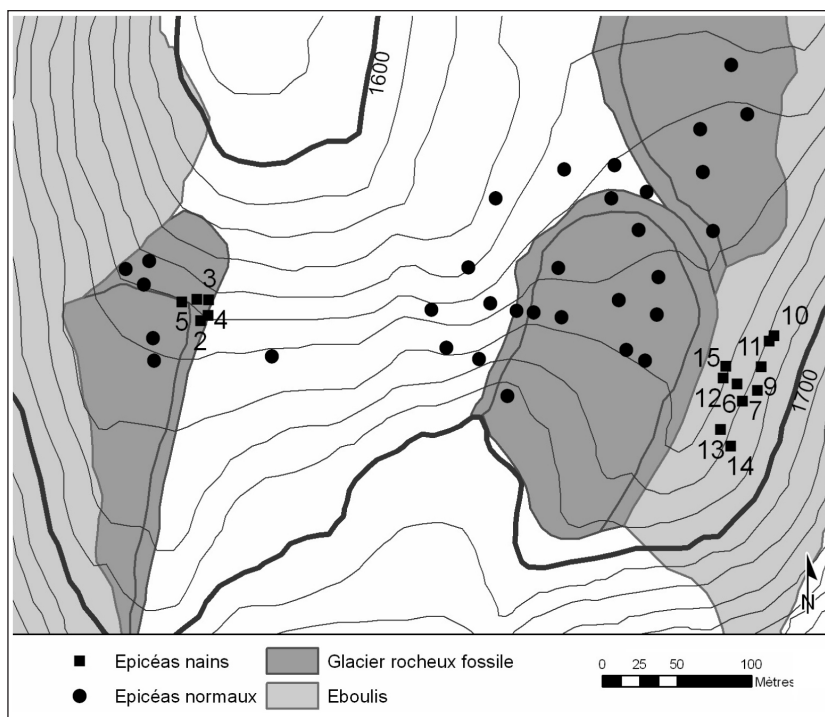 1600
3
5
4
2
10
11
15
1700
12
9
6
7
13
14
N
Epicéas nains
Glacier rocheux fossile
0 25 50 100
Mètres
Epicéas normaux
Eboulis